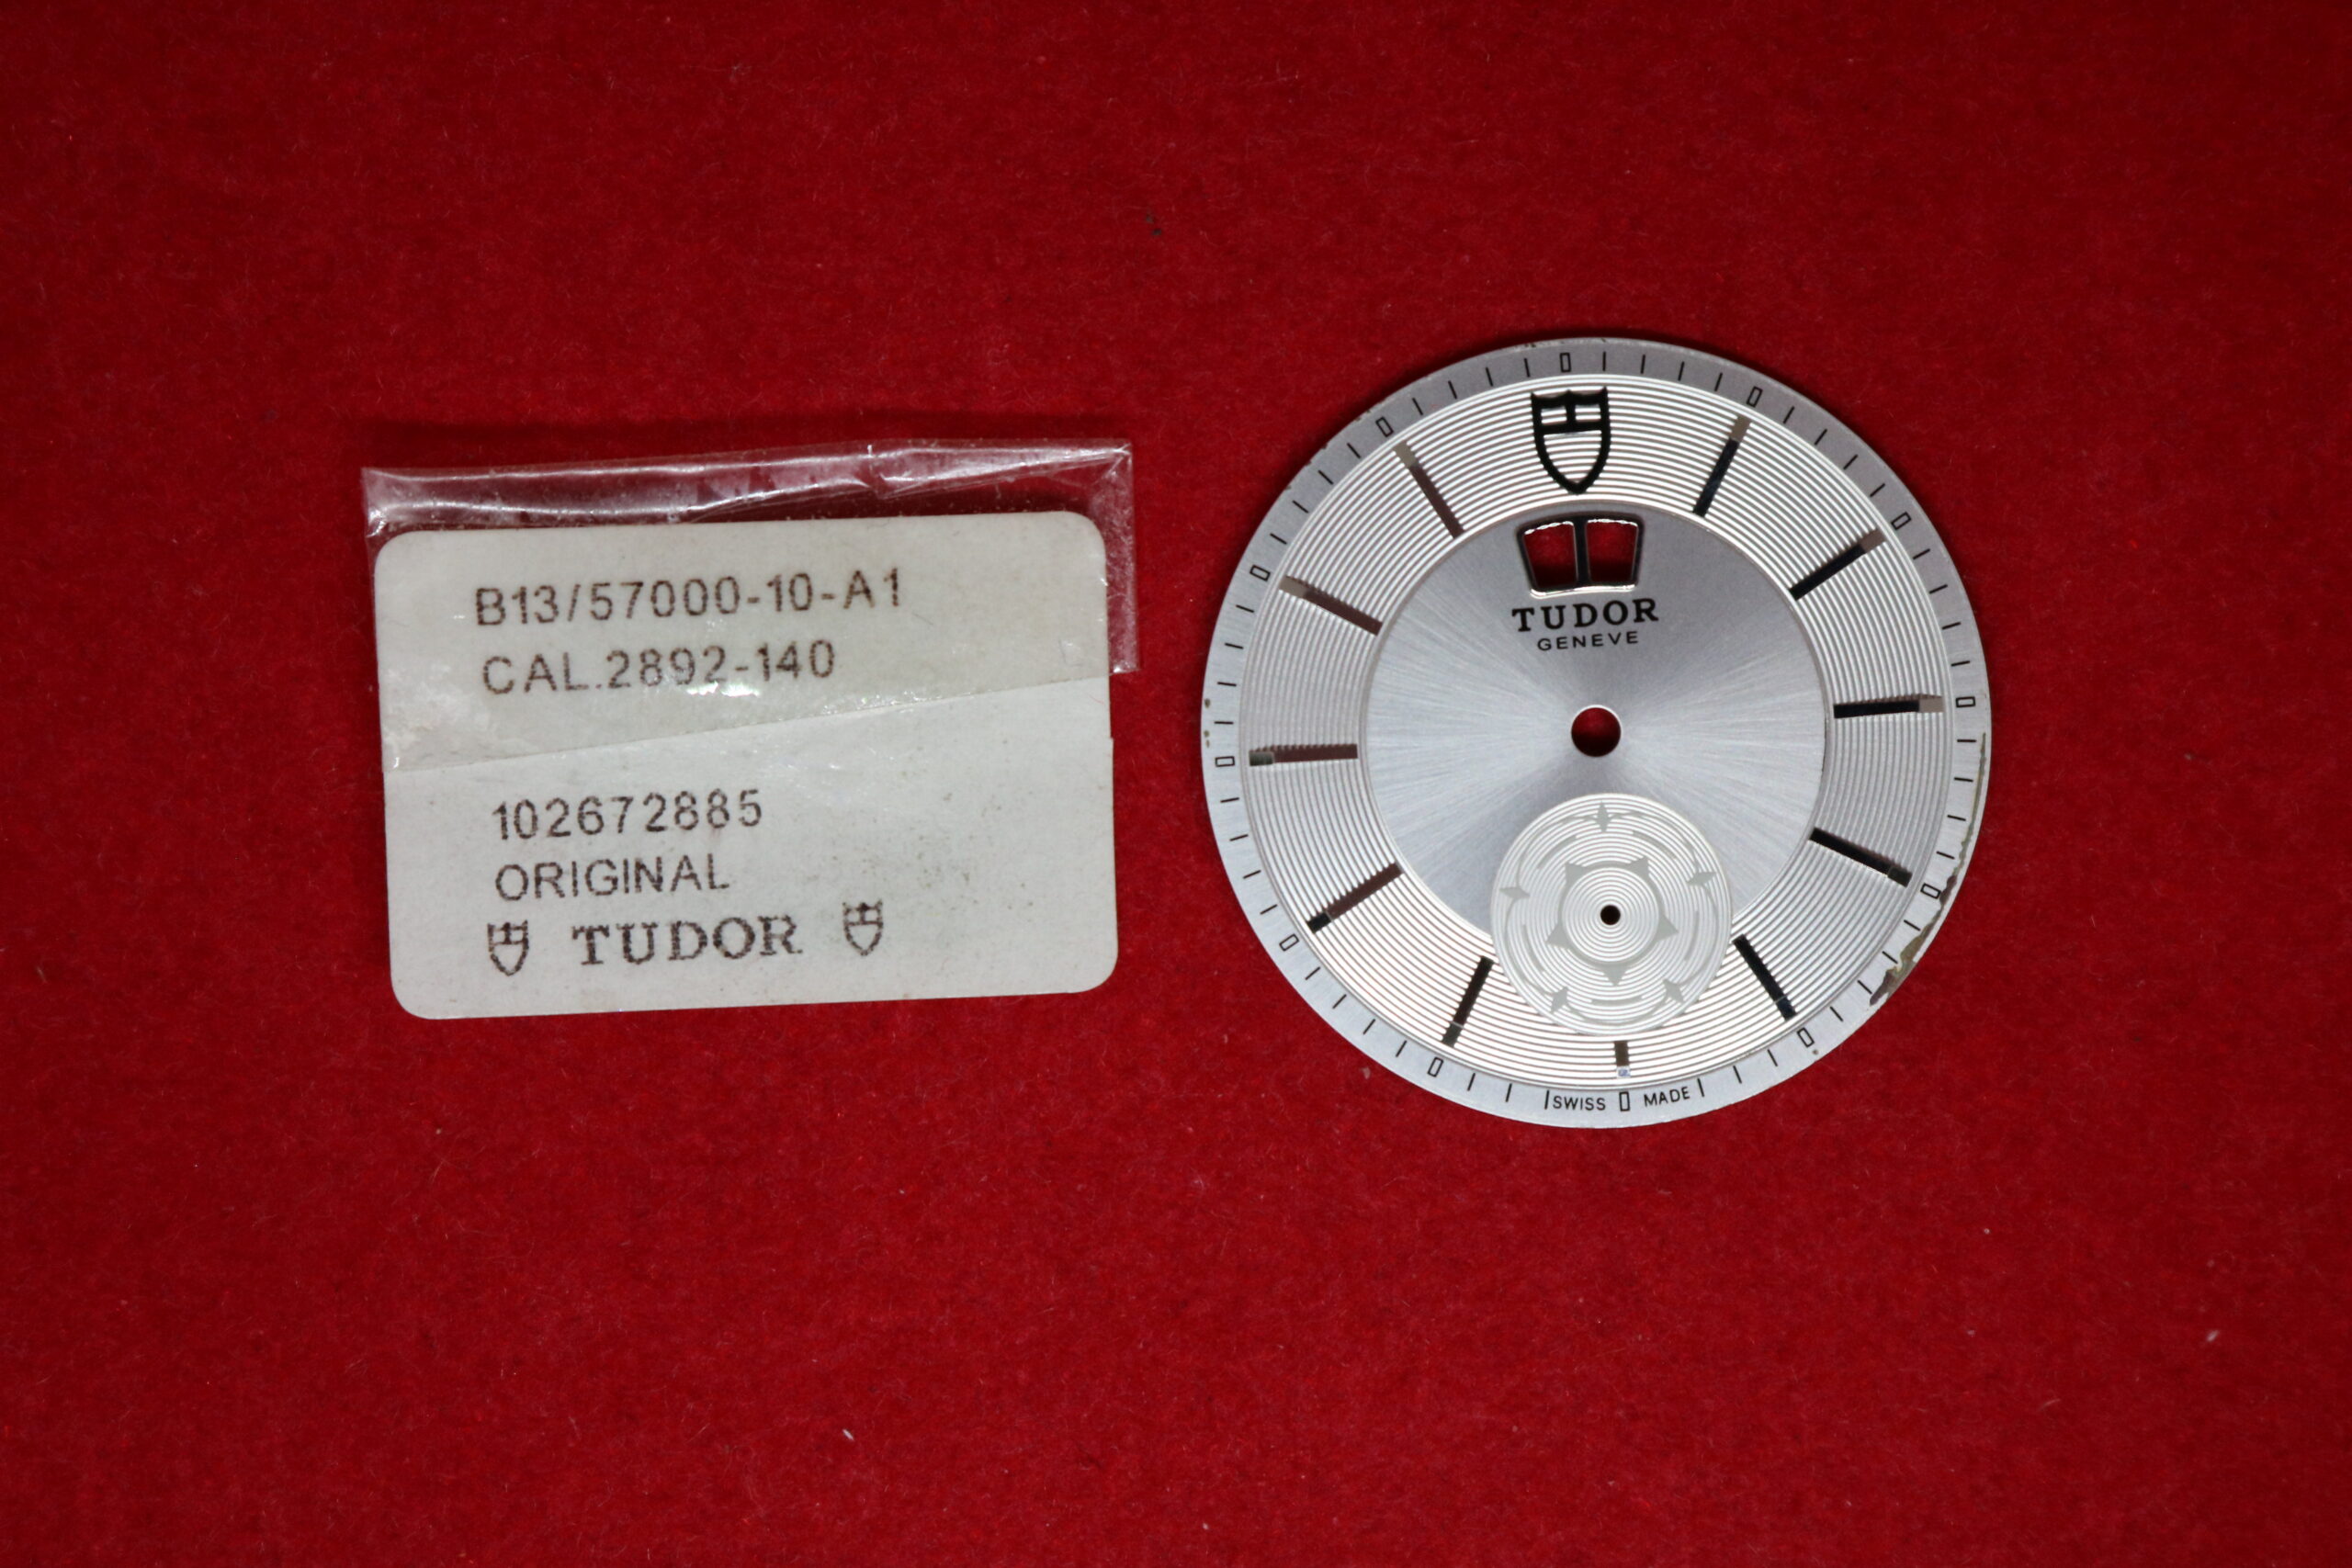 B13/57000-10-A1
CAL.2892-140
102672885
ORIGINAL
TUDOR
TUDOR
GENEVE
SWISS MADE